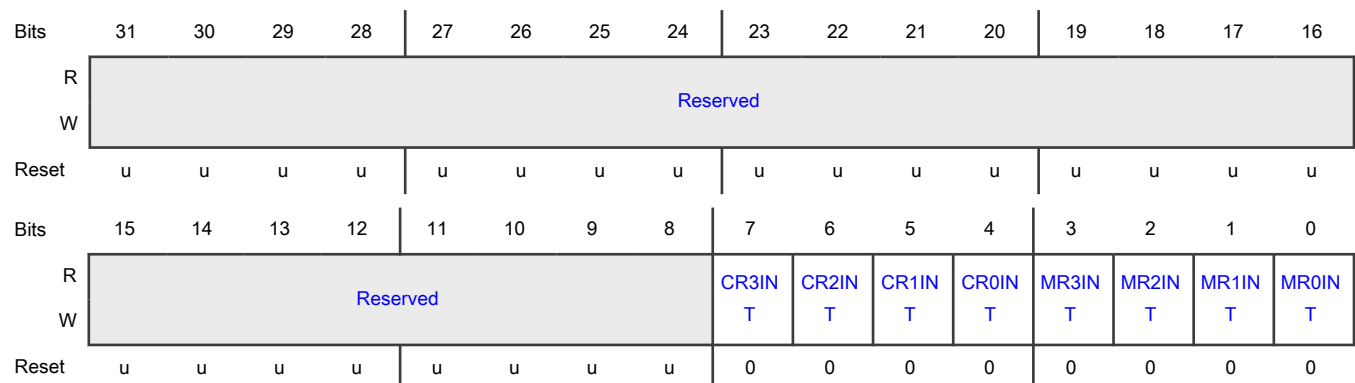 Bits 31 30 29 28 27 26 25 24 23 22 21 20 19 18 17 16
R
Reserved
W
Reset u u u u u u u u u u u u u u u u
Bits 15 14 13 12 11 10 9 8 7 6 5 4 3 2 1 0
R CR3IN CR2IN CR1IN CR0IN MR3IN MR2IN MR1IN MR0IN
Reserved
W T T T T T T T T
Reset u u u u u u u u 0 0 0 0 0 0 0 0